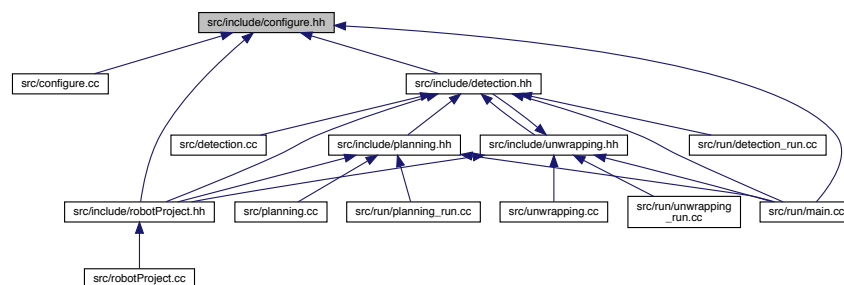 src/include/configure.hh
src/configure.cc
src/include/detection.hh
src/detection.cc
src/include/planning.hh
src/include/unwrapping.hh
src/run/detection_run.cc
src/include/robotProject.hh
src/planning.cc
src/run/planning_run.cc
src/unwrapping.cc
src/run/unwrapping
_run.cc
src/run/main.cc
src/robotProject.cc